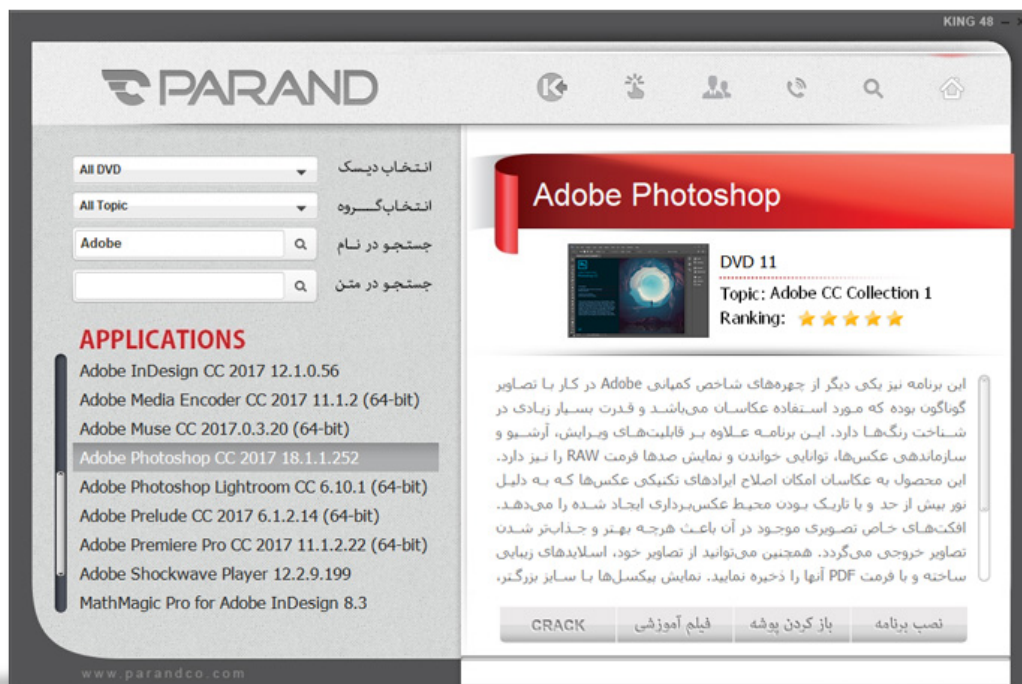 KING 48
PARAND
All DVD
انتخاب دیسک
All Topic
انتخاب گروه
Adobe
جستجو در نام
جستجو در متن
APPLICATIONS
Adobe InDesign CC 2017 12.1.0.56
Adobe Media Encoder CC 2017 11.1.2 (64-bit)
Adobe Muse CC 2017.0.3.20 (64-bit)
Adobe Photoshop CC 2017 18.1.1.252
Adobe Photoshop Lightroom CC 6.10.1 (64-bit)
Adobe Prelude CC 2017 6.1.2.14 (64-bit)
Adobe Premiere Pro CC 2017 11.1.2.22 (64-bit)
Adobe Shockwave Player 12.2.9.199
MathMagic Pro for Adobe InDesign 8.3
Adobe Photoshop
DVD 11
Topic: Adobe CC Collection 1
Ranking:
این برنامه نیز یکی دیگر از چهره‌های شاخص کمپانی Adobe در کار با تصاویر
گوناگون بوده که مورد استفاده عکاسان می‌باشد و قدرت بسیار زیادی در
شناخت رنگ‌ها دارد. این برنامه علاوه بر قابلیت‌های ویرایش، آرشیو و
سازماندهی عکس‌ها، توانایی خواندن و نمایش صدها فرمت RAW را نیز دارد.
این محصول به عکاسان امکان اصلاح ایرادهای تکنیکی عکس‌ها که به دلیل
نور بیش از حد و یا تاریک بودن محیط عکس‌برداری ایجاد شده را می‌دهد.
افکت‌های خاص تصویری موجود در آن باعث هرچه بهتر و جذاب‌تر شدن
تصاویر خروجی می‌گردد. همچنین می‌توانید از تصاویر خود، اسلایدهای زیبایی
ساخته و با فرمت PDF آنها را ذخیره نمایید. نمایش پیکسل‌ها با سایز بزرگتر،
نصب برنامه
باز کردن پوشه
فیلم آموزشی
CRACK
www.parandco.com